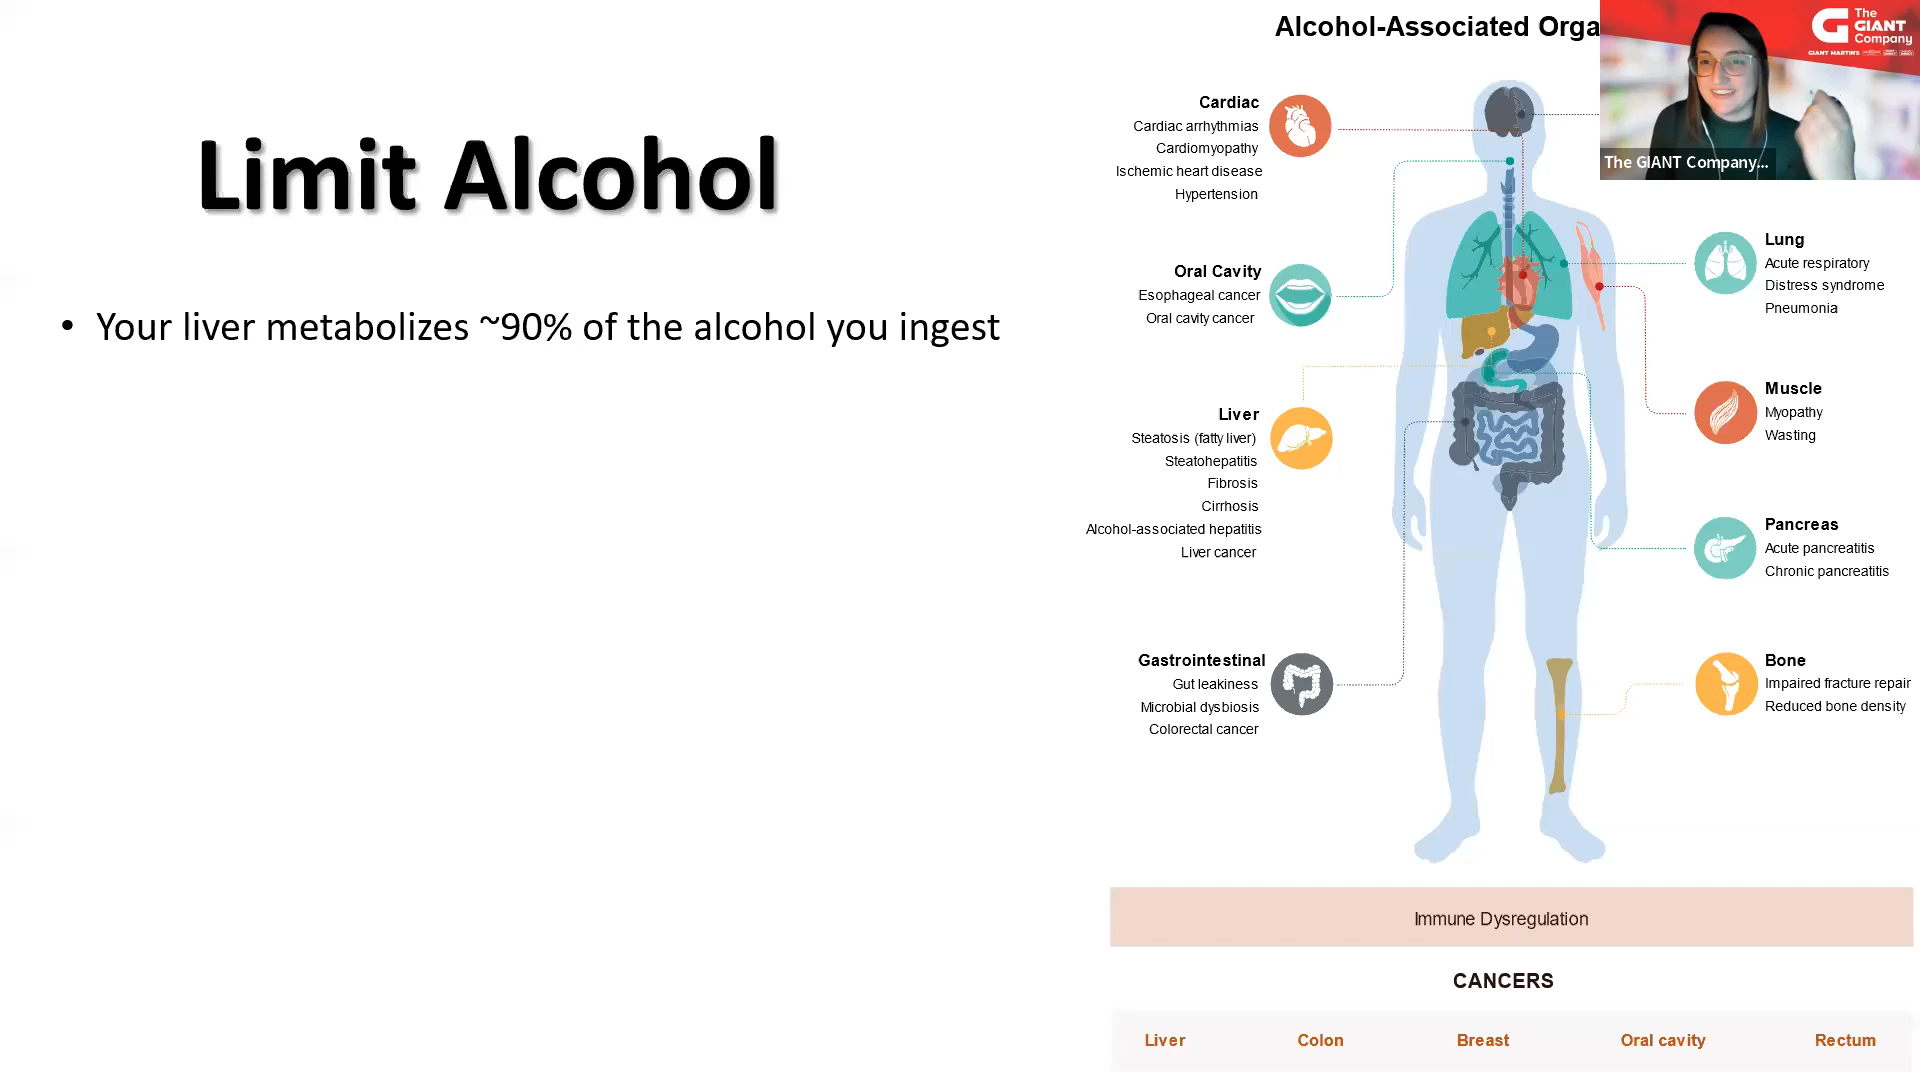 Limit Alcohol
• Your liver metabolizes ~90% of the alcohol you ingest
Alcohol-Associated Orga
The
GIANT
Company
GIANT MARTIN'S
The GIANT Company...
Cardiac
Cardiac arrhythmias
Cardiomyopathy
Ischemic heart disease
Hypertension
Oral Cavity
Esophageal cancer
Oral cavity cancer
Liver
Steatosis (fatty liver)
Steatohepatitis
Fibrosis
Cirrhosis
Alcohol-associated hepatitis
Liver cancer
Gastrointestinal
Gut leakiness
Microbial dysbiosis
Colorectal cancer
Lung
Acute respiratory
Distress syndrome
Pneumonia
Muscle
Myopathy
Wasting
Pancreas
Acute pancreatitis
Chronic pancreatitis
Bone
Impaired fracture repair
Reduced bone density
Immune Dysregulation
CANCERS
Liver Colon Breast Oral cavity Rectum